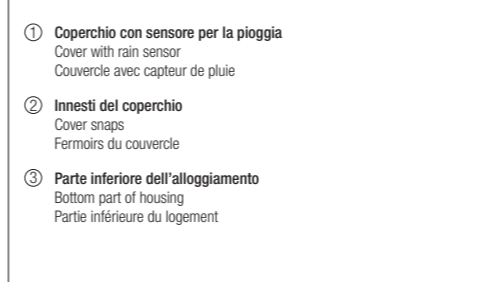 ① Coperchio con sensore per la pioggia
Cover with rain sensor
Couvercle avec capteur de pluie
② Innesti del coperchio
Cover snaps
Fermoirs du couvercle
③ Parte inferiore dell'alloggiamento
Bottom part of housing
Partie inférieure du logement